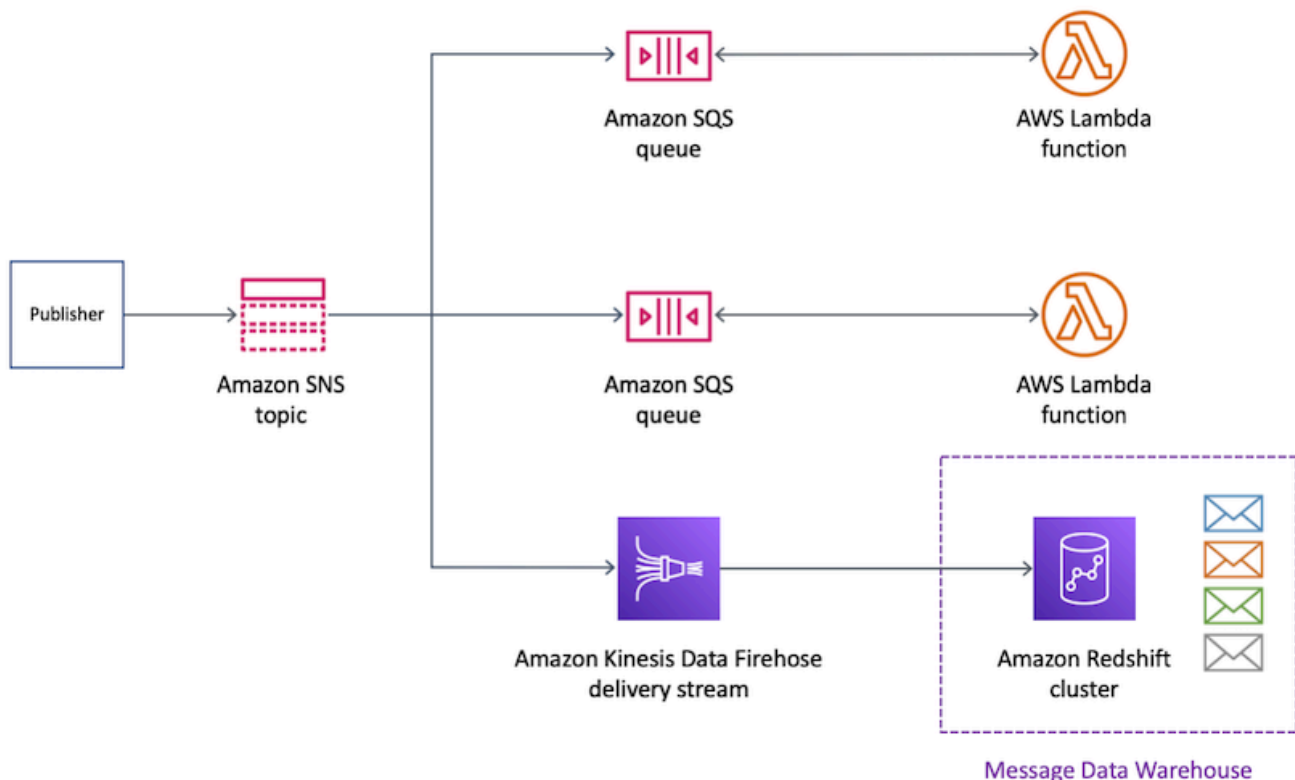 Amazon SQS
queue
AWS Lambda
function
Publisher
Amazon SNS
topic
Amazon SQS
queue
AWS Lambda
function
Amazon Kinesis Data Firehose
delivery stream
Amazon Redshift
cluster
Message Data Warehouse